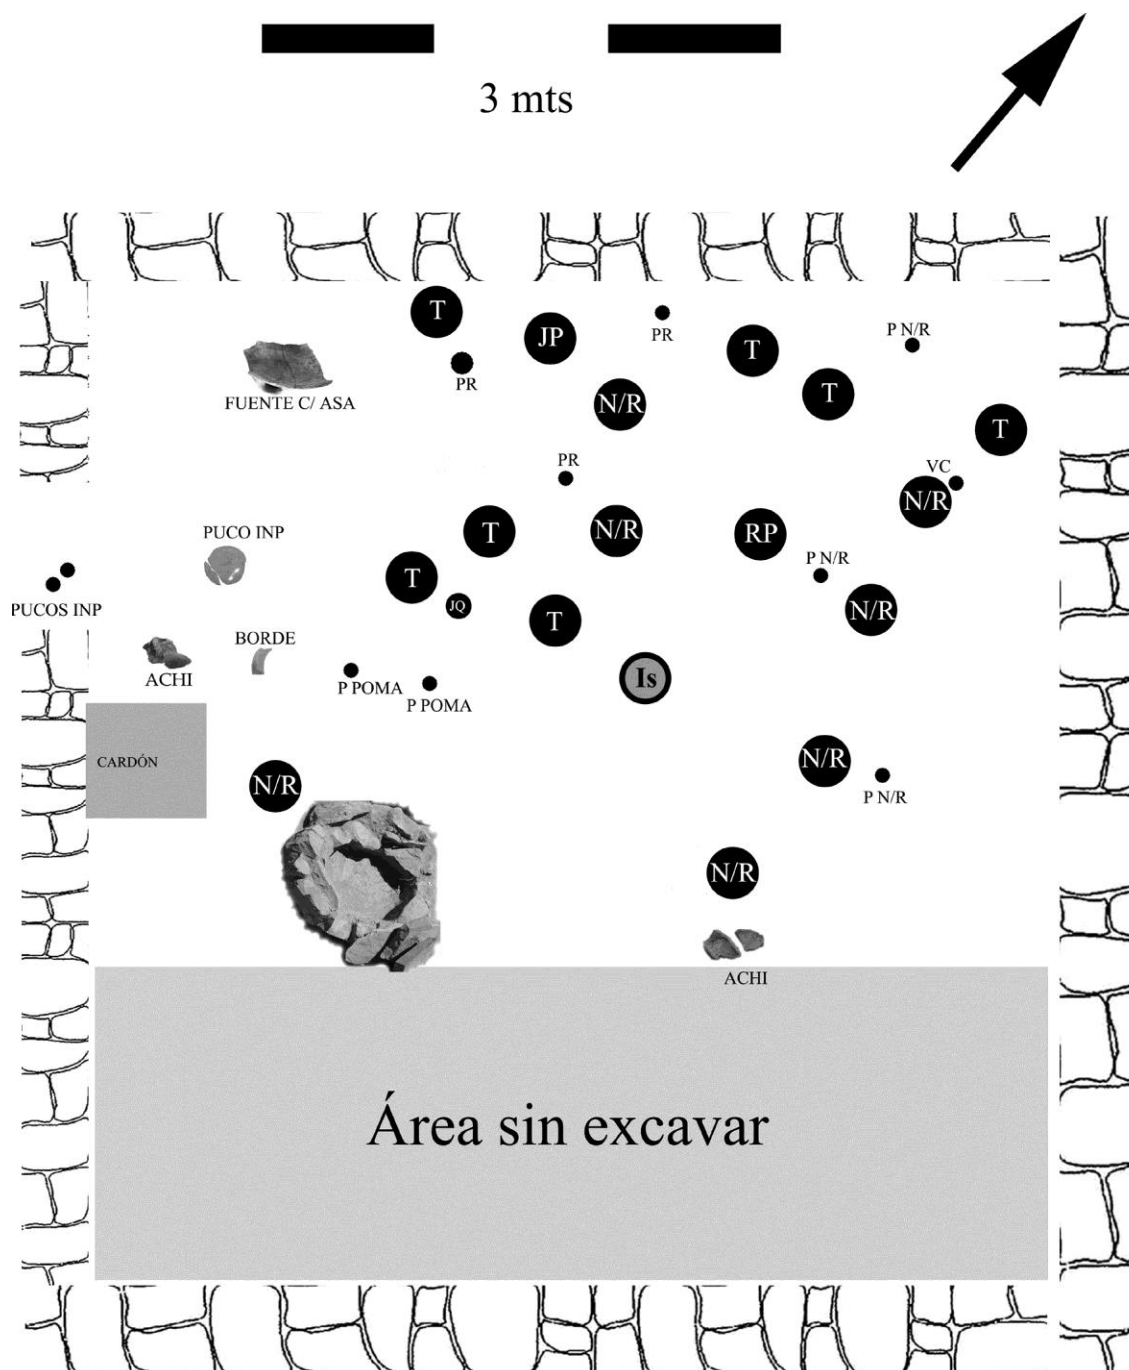 3 mts
T
JP
PR
T
P N/R
PR
FUENTE C/ ASA
N/R
T
T
PR
VC
N/R
PUCO INP
T
N/R
RP
T
JQ
P N/R
N/R
PUCOS INP
T
BORDE
ACHI
P POMA
P POMA
Is
CARDÓN
N/R
N/R
P N/R
N/R
ACHI
Área sin excavar